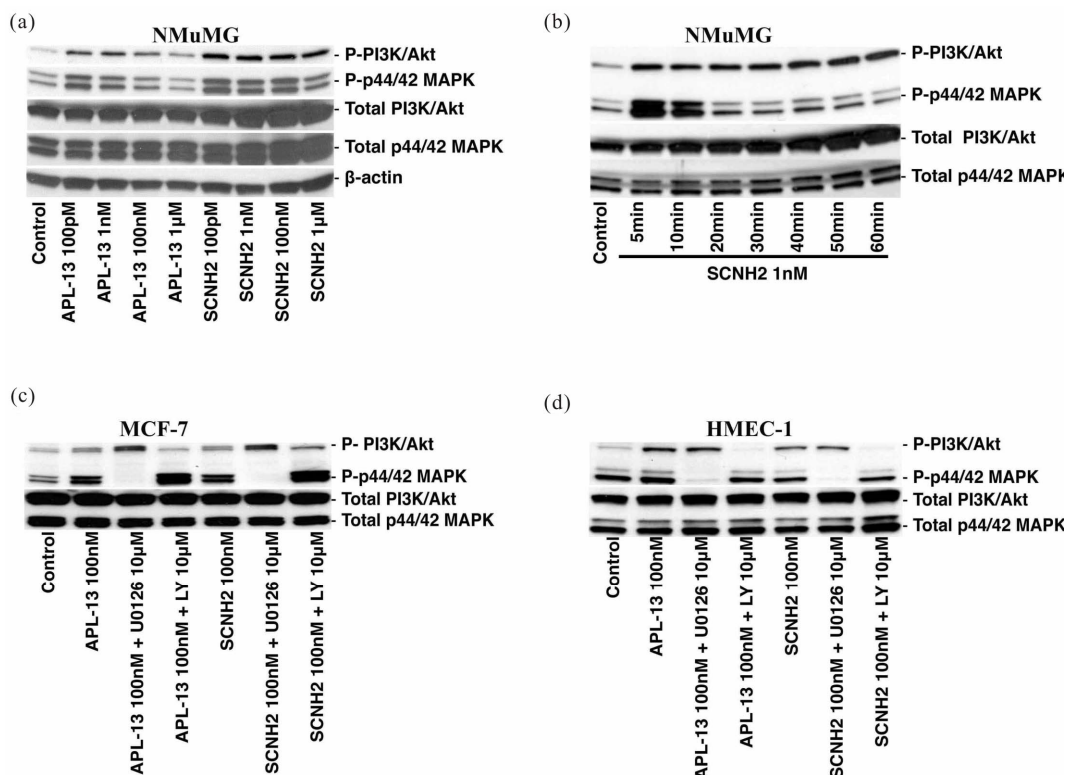 (a)
NMuMG
- P-PI3K/Akt
- P-p44/42 MAPK
- Total PI3K/Akt
- Total p44/42 MAPK
- β-actin
Control
APL-13 100pM
APL-13 1nM
APL-13 100nM
APL-13 1µM
SCNH2 100pM
SCNH2 1nM
SCNH2 100nM
SCNH2 1µM
(b)
NMuMG
- P-PI3K/Akt
- P-p44/42 MAPK
- Total PI3K/Akt
- Total p44/42 MAPK
Control
5min
10min
20min
30min
40min
50min
60min
SCNH2 1nM
(c)
MCF-7
- P- PI3K/Akt
- P-p44/42 MAPK
- Total PI3K/Akt
- Total p44/42 MAPK
Control
APL-13 100nM
APL-13 100nM + U0126 10µM
APL-13 100nM + LY 10µM
SCNH2 100nM
SCNH2 100nM + U0126 10µM
SCNH2 100nM + LY 10µM
(d)
HMEC-1
- P-PI3K/Akt
- P-p44/42 MAPK
- Total PI3K/Akt
- Total p44/42 MAPK
Control
APL-13 100nM
APL-13 100nM + U0126 10µM
APL-13 100nM + LY 10µM
SCNH2 100nM
SCNH2 100nM + U0126 10µM
SCNH2 100nM + LY 10µM